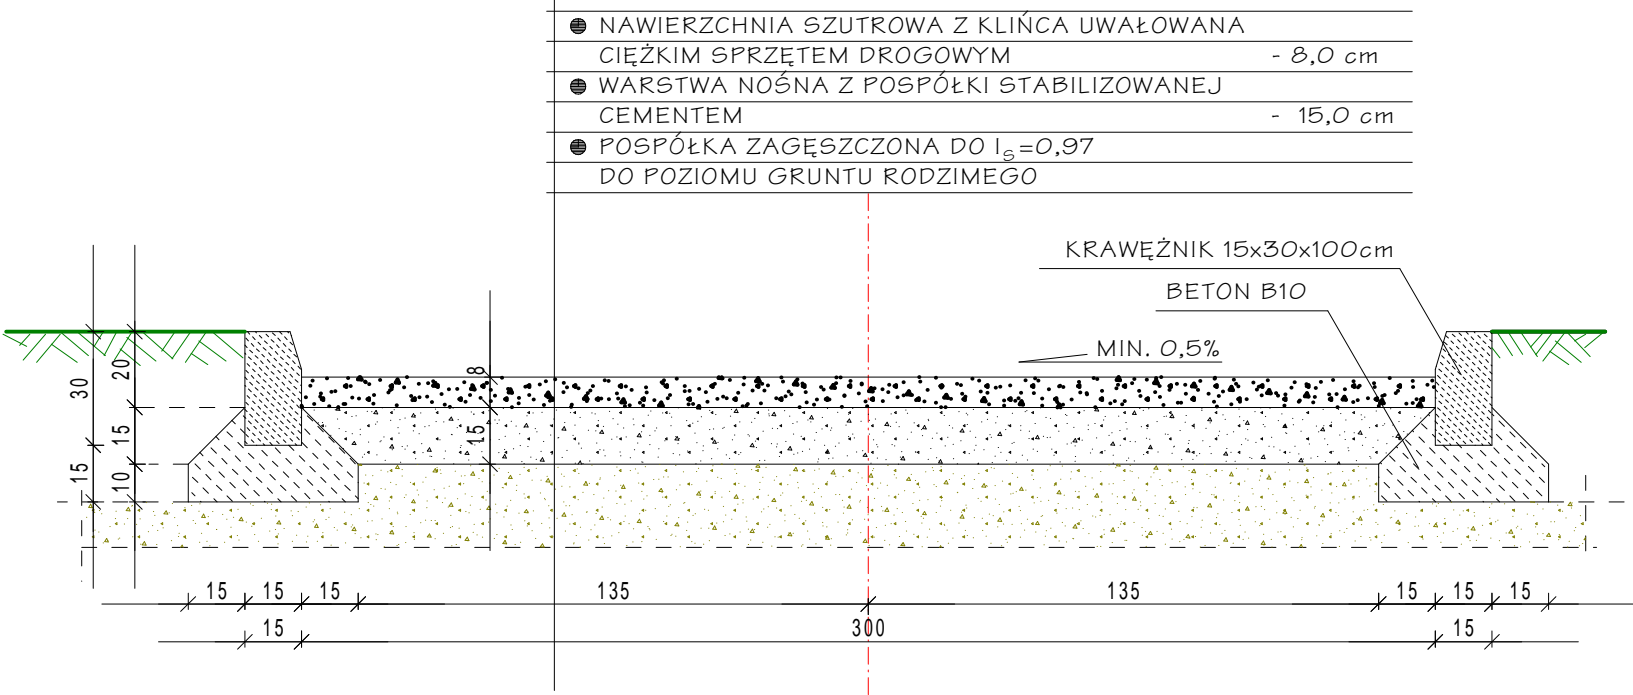 NAWIERZCHNIA SZUTROWA Z KLIŃCA UWAŁOWANA
CIĘŻKIM SPRZĘTEM DROGOWYM - 8,0 cm
WARSTWA NOŚNA Z POSPÓŁKI STABILIZOWANEJ
CEMENTEM - 15,0 cm
POSPÓŁKA ZAGĘSZCZONA DO IS=0,97
DO POZIOMU GRUNTU RODZIMEGO
KRAWĘŻNIK 15x30x100cm
BETON B10
MIN. 0,5%
30
20
8
15
15
15
10
15 15 15 135 135 15 15 15
15 300 15